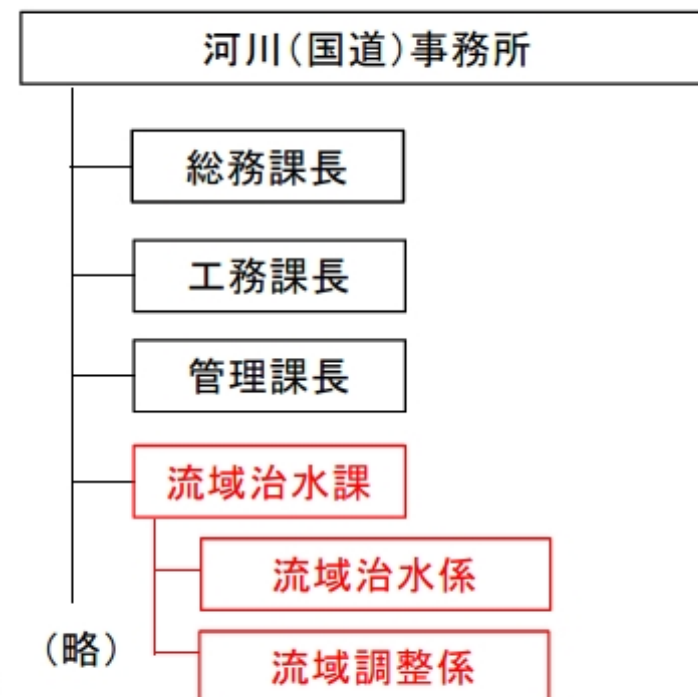 河川(国道)事務所
総務課長
工務課長
管理課長
流域治水課
流域治水係
(略)
流域調整係